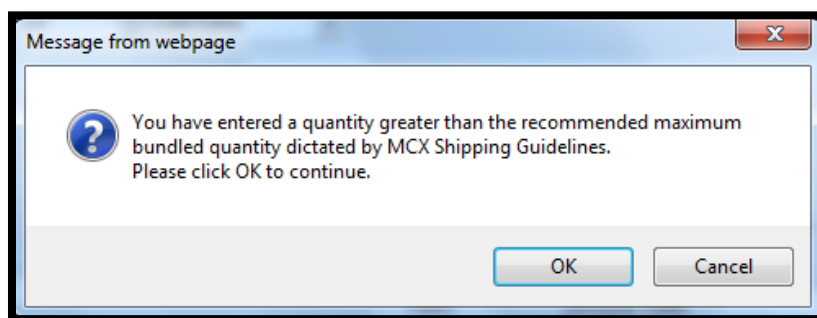 Message from webpage
You have entered a quantity greater than the recommended maximum
bundled quantity dictated by MCX Shipping Guidelines.
Please click OK to continue.
OK Cancel